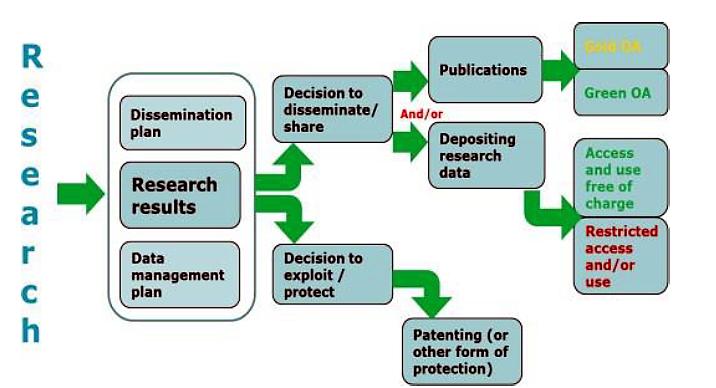 Research
Dissemination
plan
Research
results
Data
management
plan
Decision to
disseminate/
share
And/or
Decision to
exploit /
protect
Publications
Depositing
research
data
Patenting (or
other form of
protection)
Gold OA
Green OA
Access
and use
free of
charge
Restricted
access
and/or
use